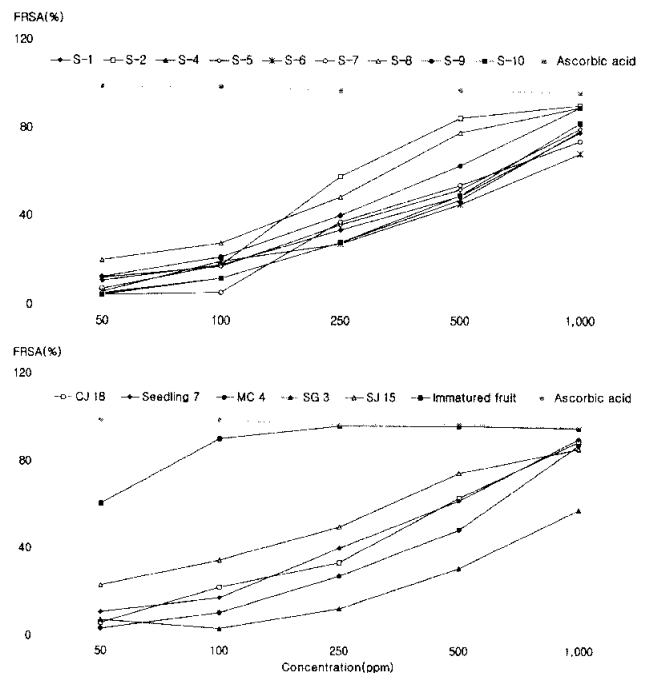 FRSA(%)
120
S-1 S-2 S-4 S-5 S-6 S-7 S-8 S-9 S-10 Ascorbic acid
80
40
0
50 100 250 500 1,000
FRSA(%)
120
CJ 18 Seedling 7 MC 4 SG 3 SJ 15 Immatured fruit Ascorbic acid
80
40
0
50 100 250 500 1,000
Concentration(ppm)